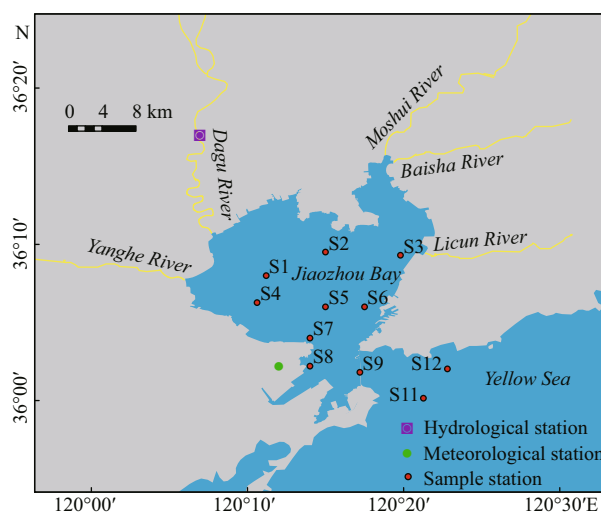 N
36°20′
0 4 8 km
Moshui River
Dagu River
Baisha River
36°10′
Yanghe River
S2
S3
Licun River
S1
Jiaozhou Bay
S4
S5
S6
S7
S8
S9
S12
Yellow Sea
36°00′
S11
Hydrological station
Meteorological station
Sample station
120°00′ 120°10′ 120°20′ 120°30′E